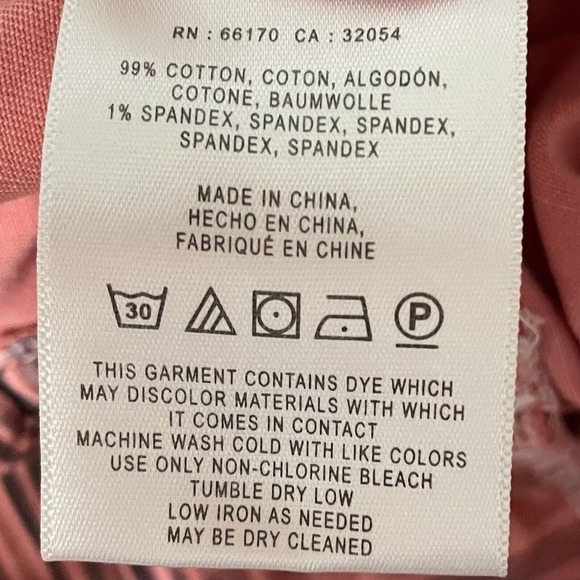 RN : 66170 CA : 32054
99% COTTON, COTON, ALGODÓN,
COTONE, BAUMWOLLE
1% SPANDEX, SPANDEX, SPANDEX,
SPANDEX, SPANDEX
MADE IN CHINA,
HECHO EN CHINA,
FABRIQUÉ EN CHINE
30 P
THIS GARMENT CONTAINS DYE WHICH
MAY DISCOLOR MATERIALS WITH WHICH
IT COMES IN CONTACT
MACHINE WASH COLD WITH LIKE COLORS
USE ONLY NON-CHLORINE BLEACH
TUMBLE DRY LOW
LOW IRON AS NEEDED
MAY BE DRY CLEANED